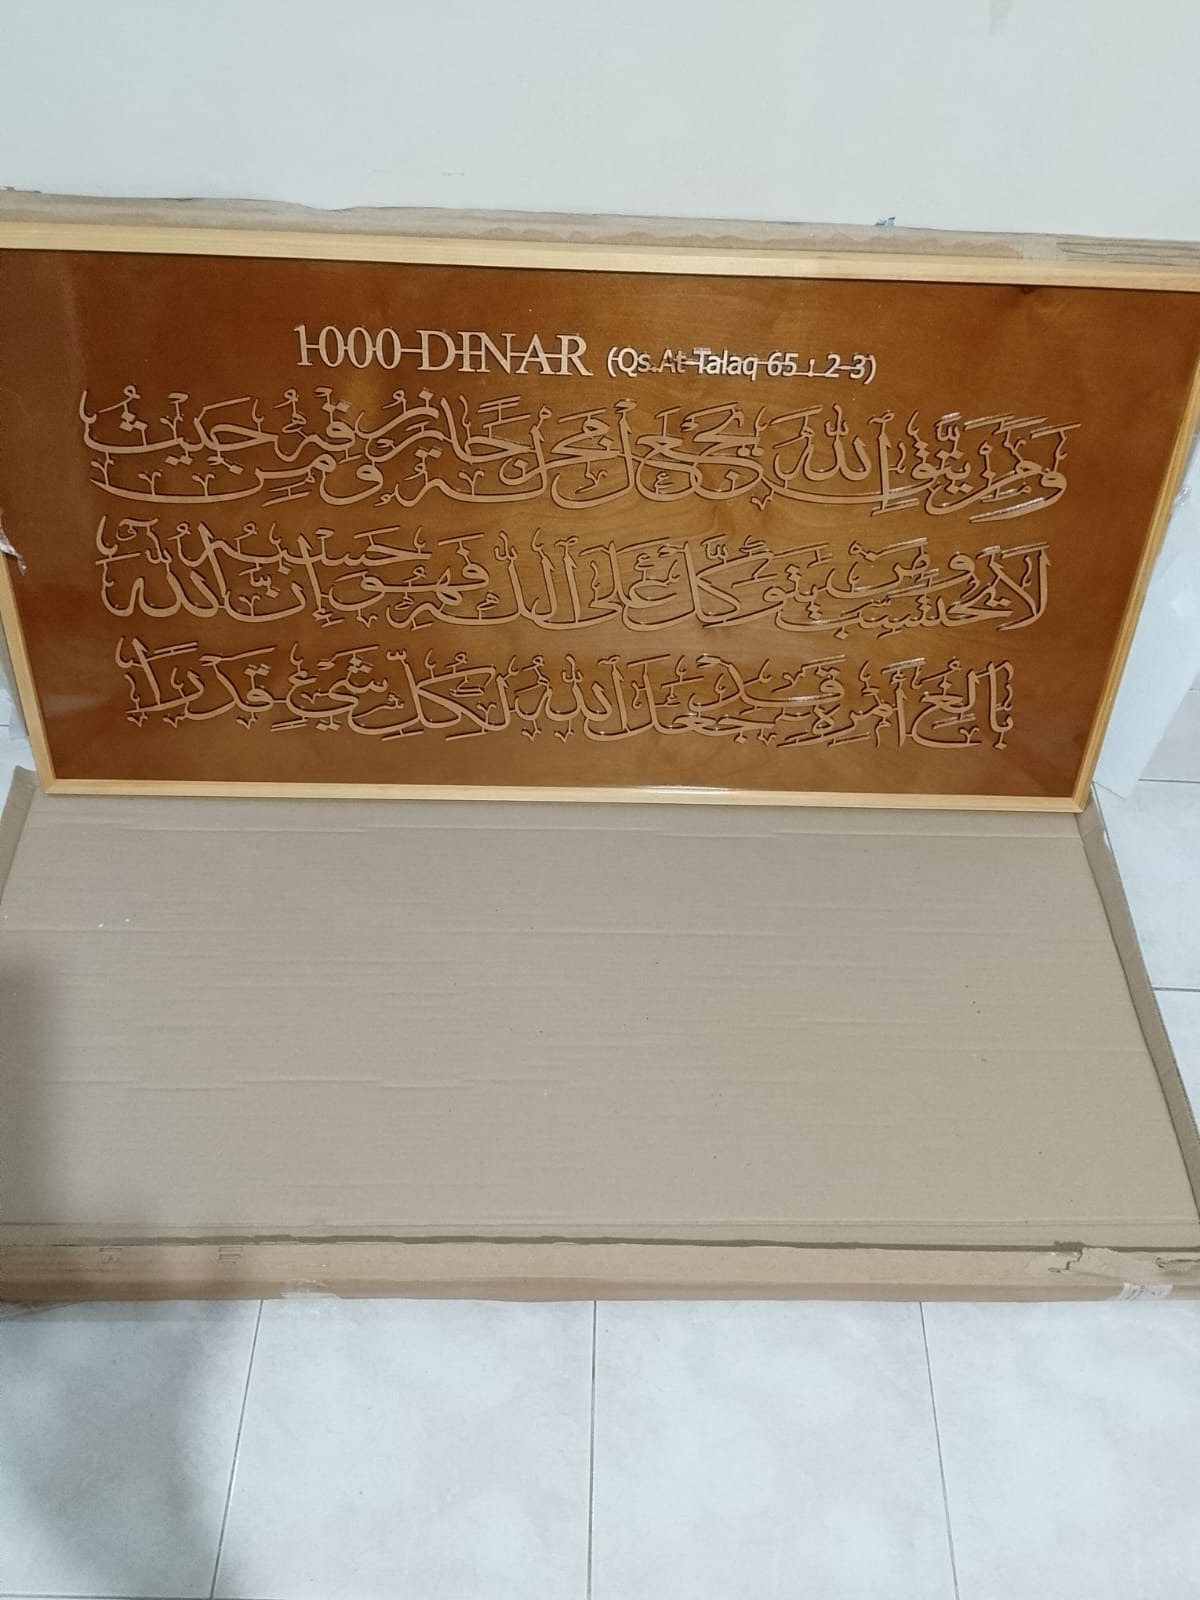 1000 DINAR (Qs.At-Talaq 65 : 2-3)
ومن يتق الله يجعل له مخرجا ويرزقه من حيث
لا يحتسب ومن يتوكل على الله فهو حسبه إن الله
بالغ أمره قد جعل الله لكل شيء قدرا